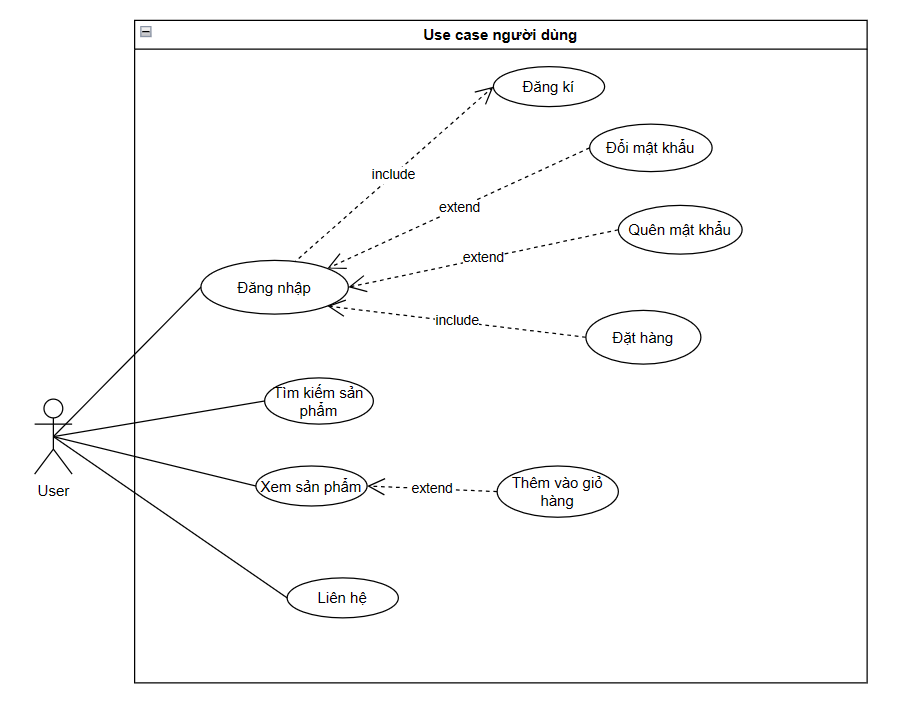 Use case người dùng
Đăng kí
Đổi mật khẩu
include
extend
Quên mật khẩu
extend
Đăng nhập
include
Đặt hàng
Tìm kiếm sản
phẩm
User
Xem sản phẩm
extend
Thêm vào giỏ
hàng
Liên hệ